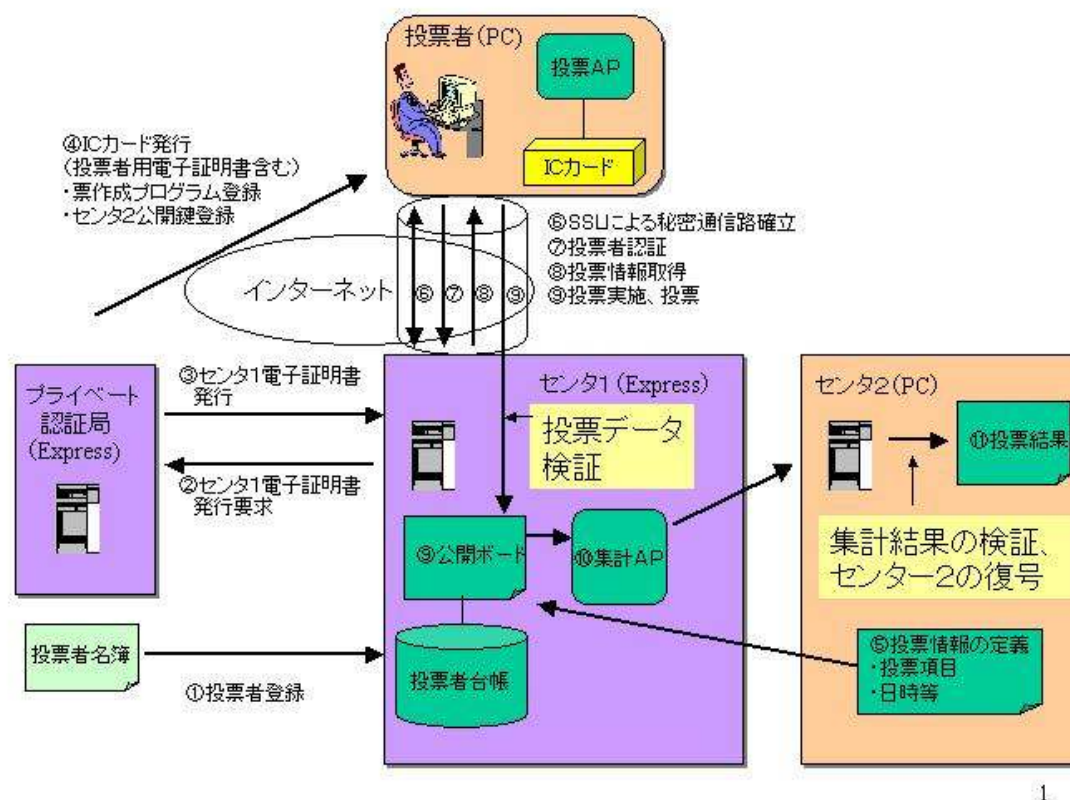 投票者(PC)
投票AP
ICカード
④ICカード発行
(投票者用電子証明書含む)
・票作成プログラム登録
・センタ2公開鍵登録
⑥SSLによる秘密通信路確立
⑦投票者認証
⑧投票情報取得
⑨投票実施、投票
インターネット
⑥ ⑦ ⑧ ⑨
プライベート
認証局
(Express)
③センタ1電子証明書
発行
②センタ1電子証明書
発行要求
センタ1(Express)
投票データ
検証
⑨公開ボード
⑩集計AP
投票者台帳
センタ2(PC)
⑪投票結果
集計結果の検証、
センター2の復号
⑤投票情報の定義
・投票項目
・日時等
投票者名簿
①投票者登録
1